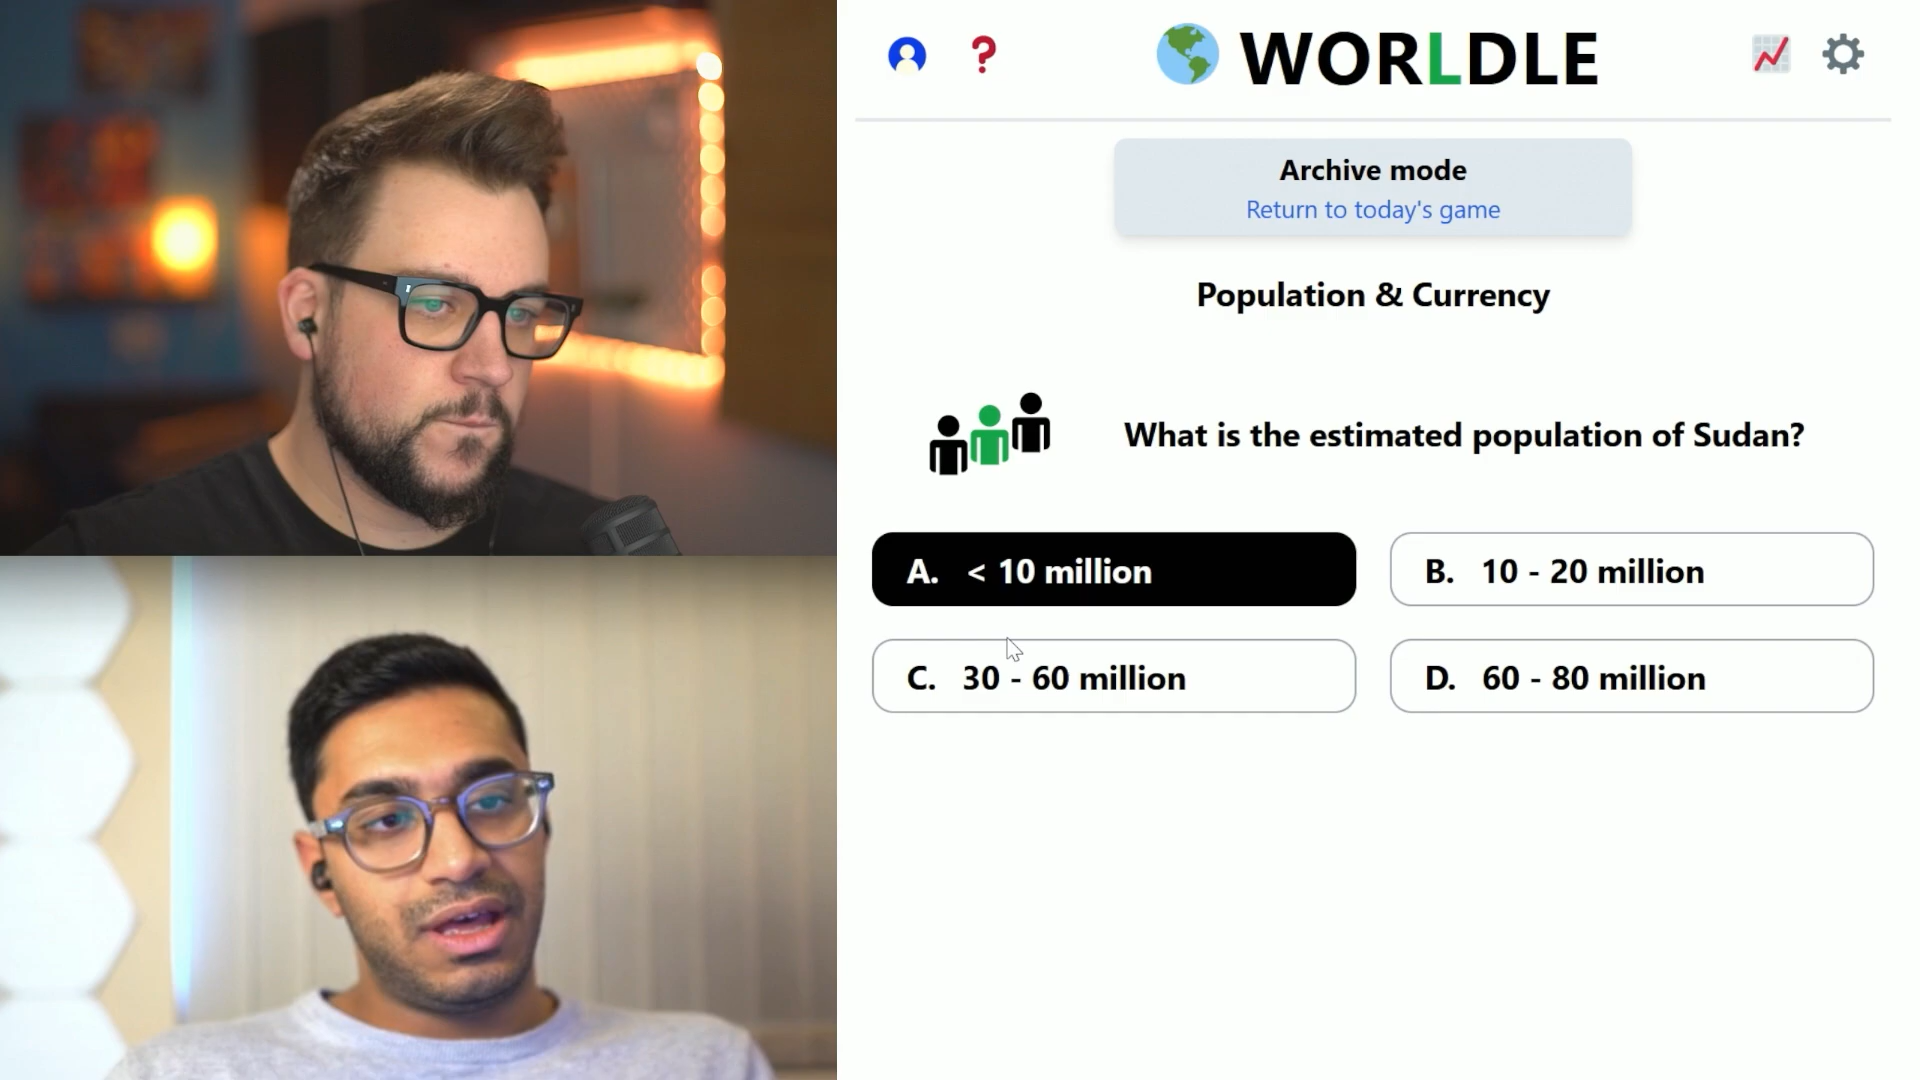 WORLDLE
Archive mode
Return to today's game
Population & Currency
What is the estimated population of Sudan?
A. < 10 million
B. 10 - 20 million
C. 30 - 60 million
D. 60 - 80 million